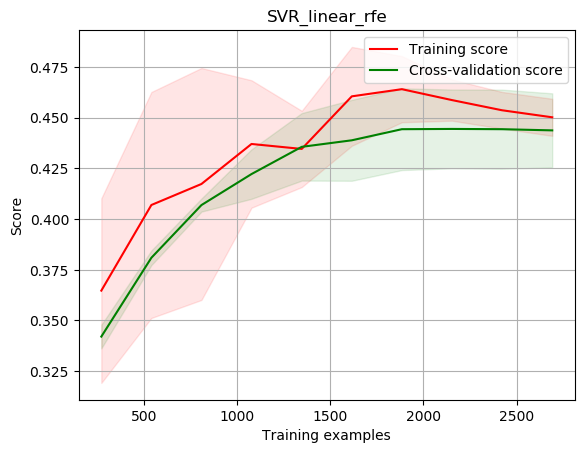 SVR_linear_rfe
Training score
Cross-validation score
Score
0.475
0.450
0.425
0.400
0.375
0.350
0.325
500
1000
1500
2000
2500
Training examples